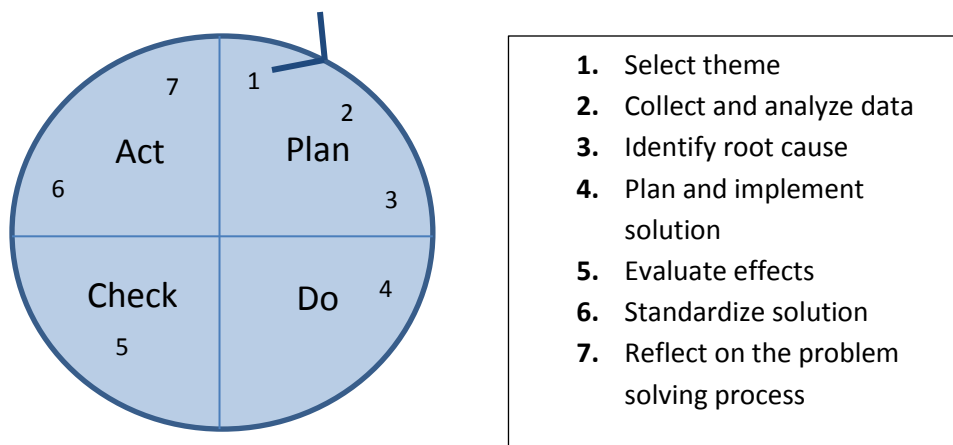 7
1
2
Act
Plan
6
3
Check
Do
4
5
1. Select theme
2. Collect and analyze data
3. Identify root cause
4. Plan and implement
solution
5. Evaluate effects
6. Standardize solution
7. Reflect on the problem
solving process